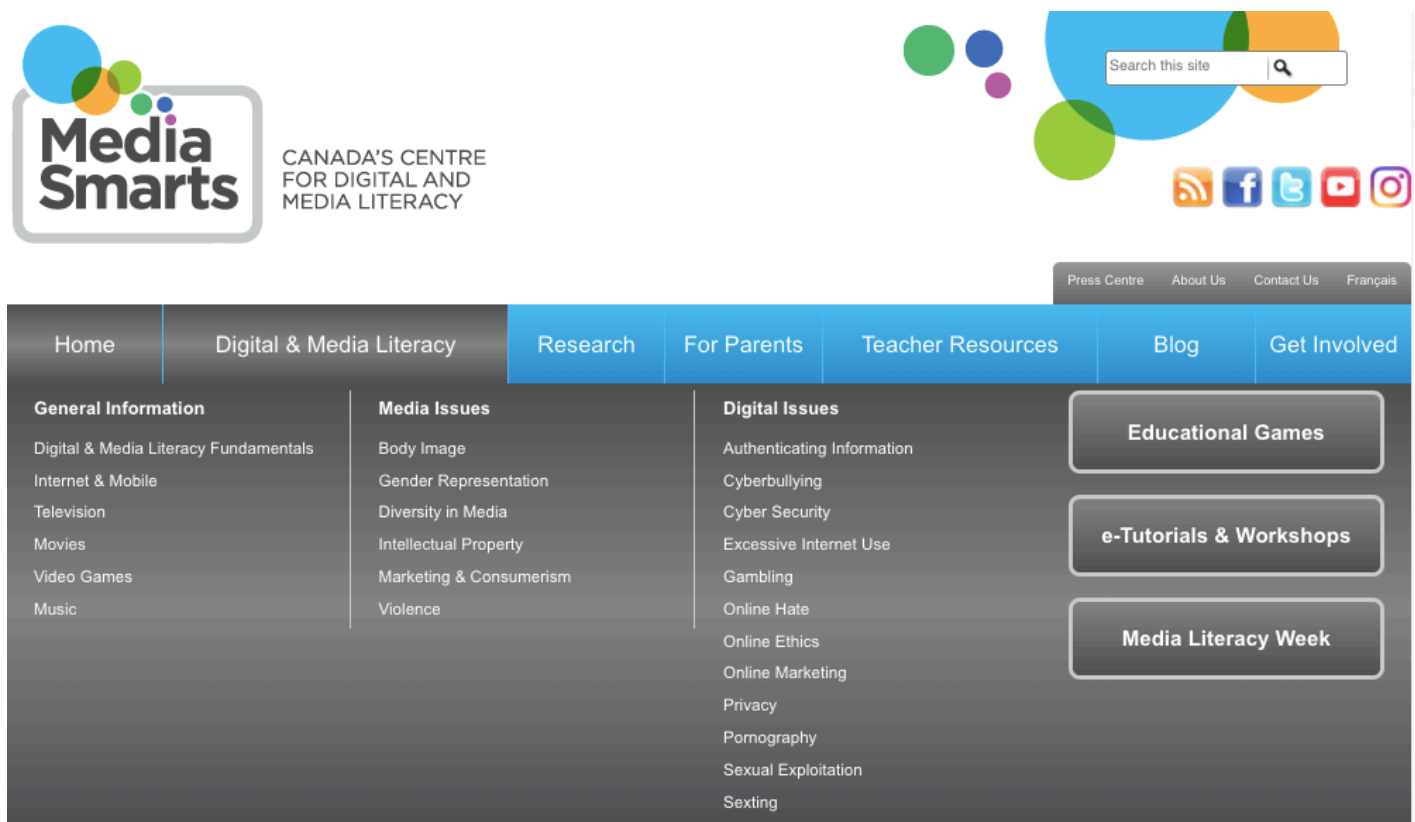 Media
Smarts
CANADA'S CENTRE
FOR DIGITAL AND
MEDIA LITERACY
Search this site
Press Centre About Us Contact Us Français
Home Digital & Media Literacy Research For Parents Teacher Resources Blog Get Involved
General Information
Digital & Media Literacy Fundamentals
Internet & Mobile
Television
Movies
Video Games
Music
Media Issues
Body Image
Gender Representation
Diversity in Media
Intellectual Property
Marketing & Consumerism
Violence
Digital Issues
Authenticating Information
Cyberbullying
Cyber Security
Excessive Internet Use
Gambling
Online Hate
Online Ethics
Online Marketing
Privacy
Pornography
Sexual Exploitation
Sexting
Educational Games
e-Tutorials & Workshops
Media Literacy Week